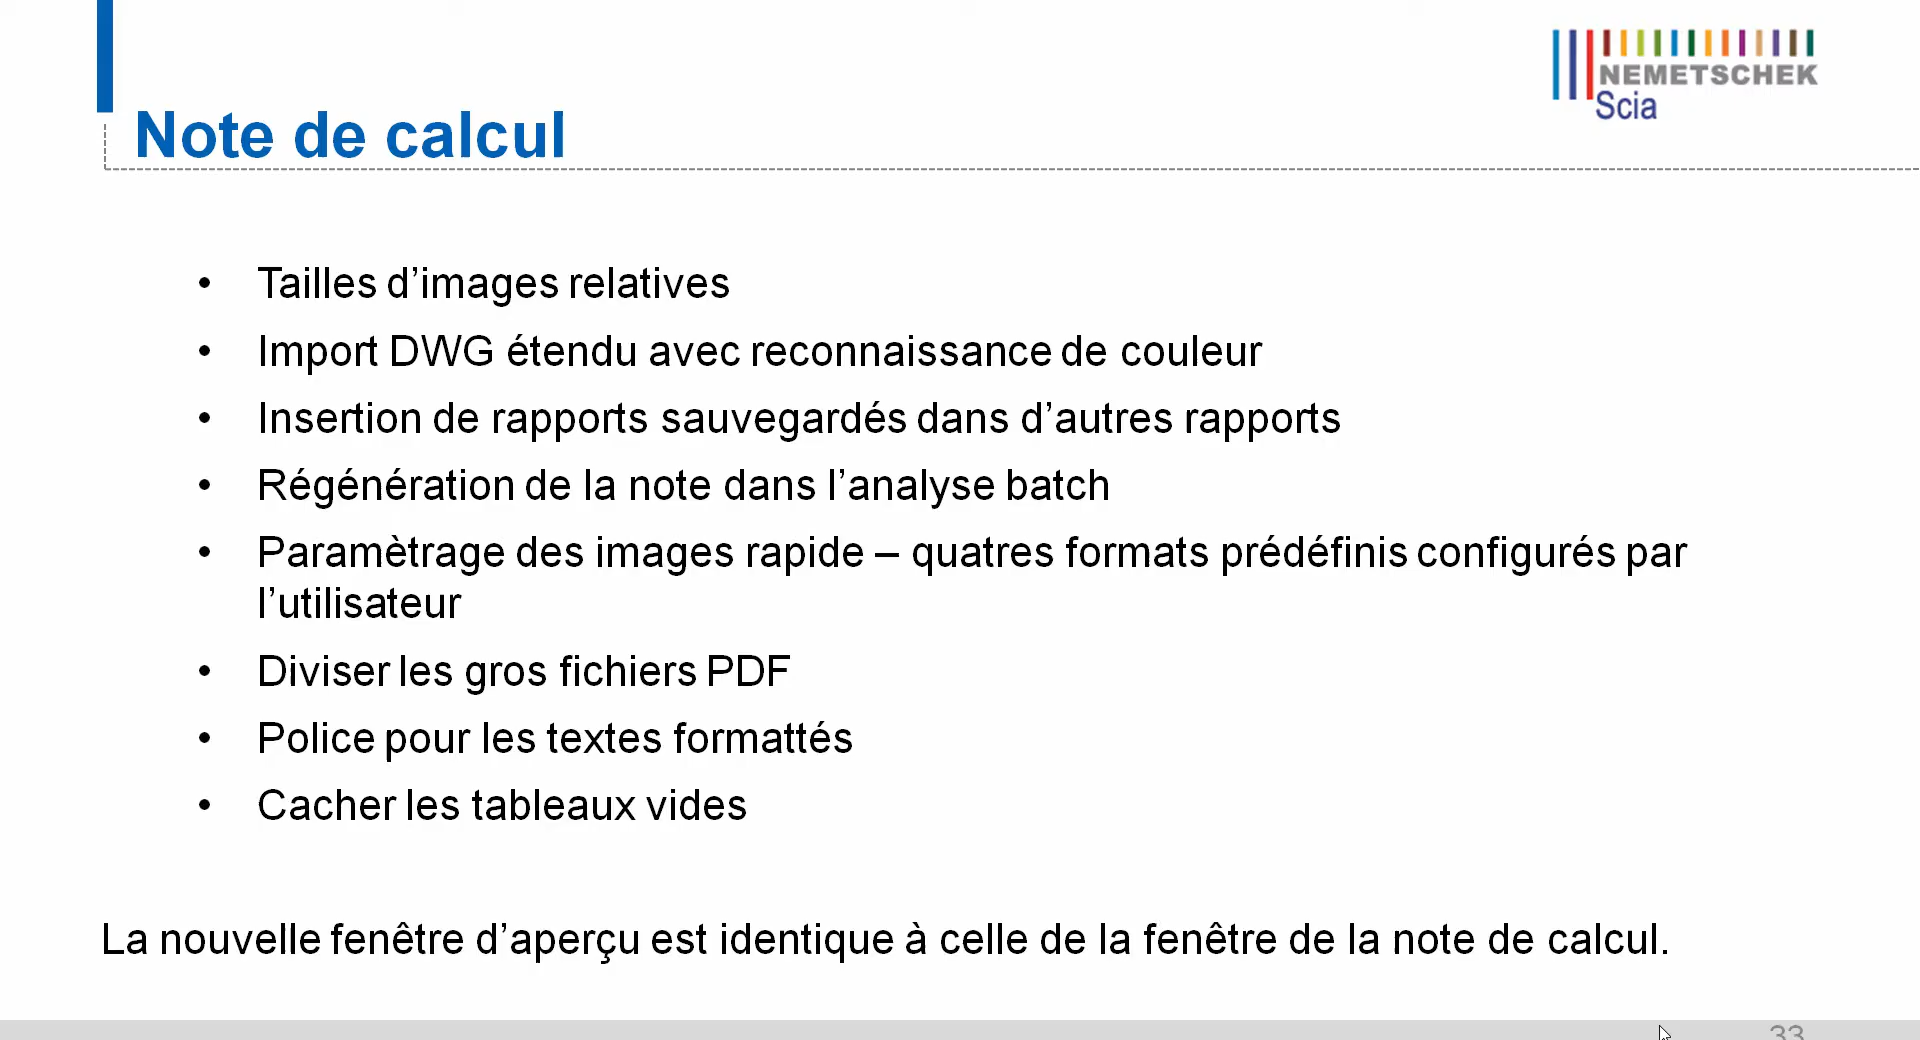 NEMETSCHEK
Scia
Note de calcul
• Tailles d’images relatives
• Import DWG étendu avec reconnaissance de couleur
• Insertion de rapports sauvegardés dans d’autres rapports
• Régénération de la note dans l’analyse batch
• Paramètrage des images rapide – quatres formats prédéfinis configurés par
l’utilisateur
• Diviser les gros fichiers PDF
• Police pour les textes formattés
• Cacher les tableaux vides
La nouvelle fenêtre d’aperçu est identique à celle de la fenêtre de la note de calcul.
33